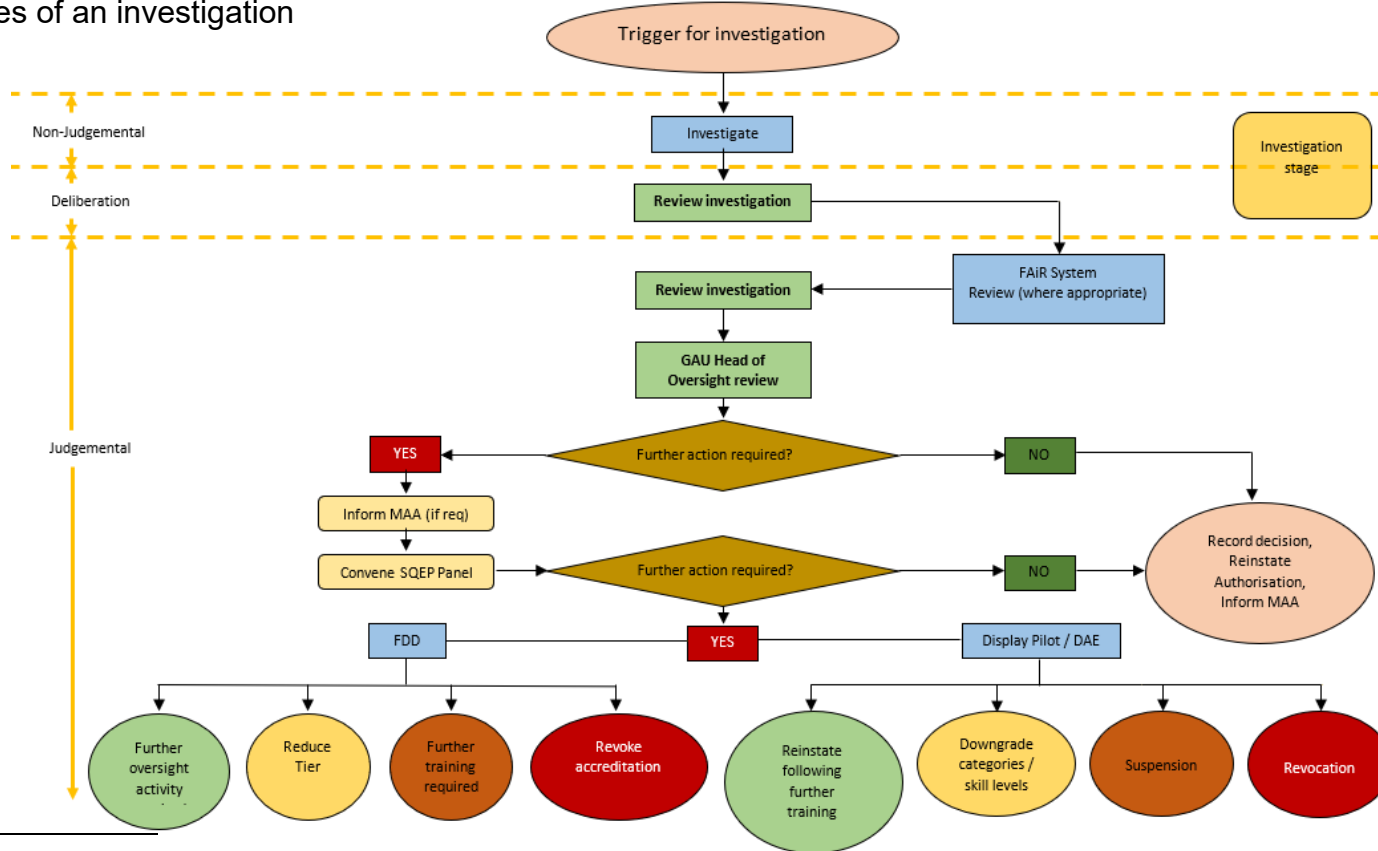 es of an investigation
Trigger for investigation
Non-Judgemental
Investigate
Investigation
stage
Deliberation
Review investigation
FAiR System
Review (where appropriate)
Review investigation
GAU Head of
Oversight review
Judgemental
YES
Further action required?
NO
Inform MAA (if req)
Convene SQEP Panel
Further action required?
NO
Record decision,
Reinstate
Authorisation,
Inform MAA
FDD
YES
Display Pilot / DAE
Further
oversight
activity
Reduce
Tier
Further
training
required
Revoke
accreditation
Reinstate
following
further
training
Downgrade
categories /
skill levels
Suspension
Revocation